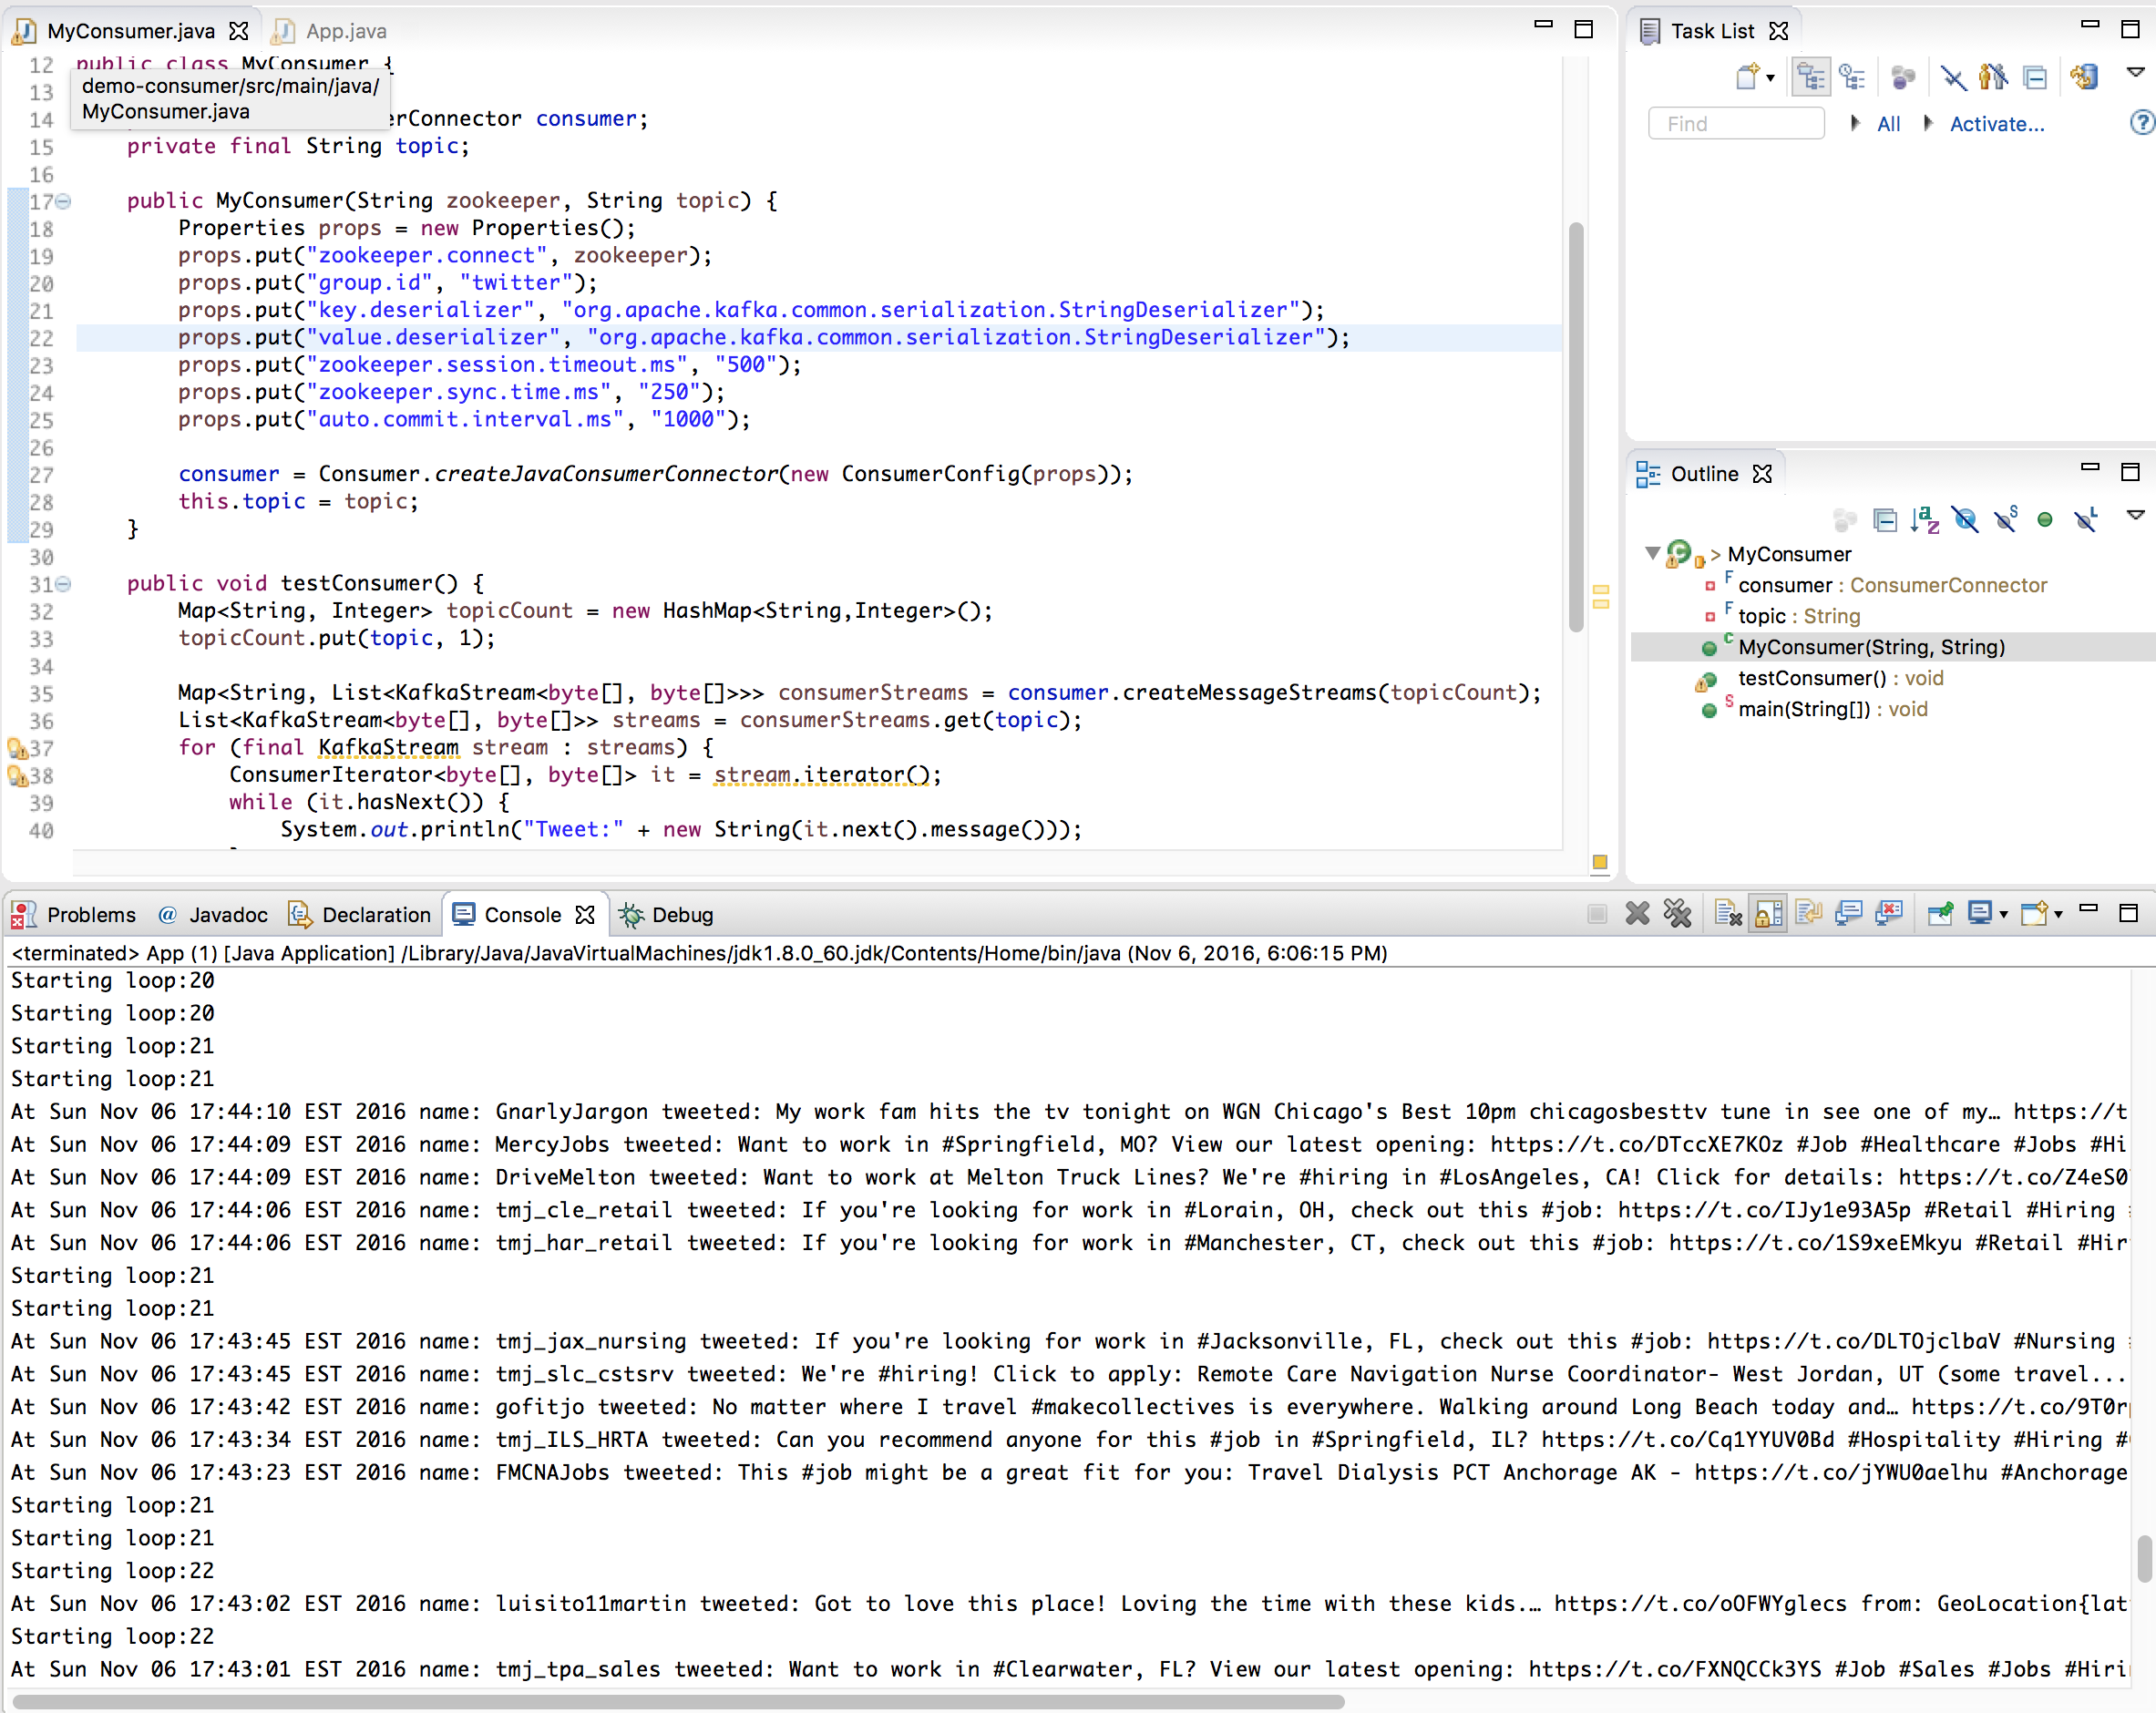 MyConsumer.java
App.java
12 public class MyConsumer {
demo-consumer/src/main/java/
MyConsumer.java
13
14 erConnector consumer;
15 private final String topic;
16
17 public MyConsumer(String zookeeper, String topic) {
18 Properties props = new Properties();
19 props.put("zookeeper.connect", zookeeper);
20 props.put("group.id", "twitter");
21 props.put("key.deserializer", "org.apache.kafka.common.serialization.StringDeserializer");
22 props.put("value.deserializer", "org.apache.kafka.common.serialization.StringDeserializer");
23 props.put("zookeeper.session.timeout.ms", "500");
24 props.put("zookeeper.sync.time.ms", "250");
25 props.put("auto.commit.interval.ms", "1000");
26
27 consumer = Consumer.createJavaConsumerConnector(new ConsumerConfig(props));
28 this.topic = topic;
29 }
30
31 public void testConsumer() {
32 Map<String, Integer> topicCount = new HashMap<String,Integer>();
33 topicCount.put(topic, 1);
34
35 Map<String, List<KafkaStream<byte[], byte[]>>> consumerStreams = consumer.createMessageStreams(topicCount);
36 List<KafkaStream<byte[], byte[]>> streams = consumerStreams.get(topic);
37 for (final KafkaStream stream : streams) {
38 ConsumerIterator<byte[], byte[]> it = stream.iterator();
39 while (it.hasNext()) {
40 System.out.println("Tweet:" + new String(it.next().message()));
Task List
Find
All
Activate...
Outline
> MyConsumer
consumer : ConsumerConnector
topic : String
MyConsumer(String, String)
testConsumer() : void
main(String[]) : void
Problems
Javadoc
Declaration
Console
Debug
<terminated> App (1) [Java Application] /Library/Java/JavaVirtualMachines/jdk1.8.0_60.jdk/Contents/Home/bin/java (Nov 6, 2016, 6:06:15 PM)
Starting loop:20
Starting loop:20
Starting loop:21
Starting loop:21
At Sun Nov 06 17:44:10 EST 2016 name: GnarlyJargon tweeted: My work fam hits the tv tonight on WGN Chicago's Best 10pm chicagosbesttv tune in see one of my… https://t
At Sun Nov 06 17:44:09 EST 2016 name: MercyJobs tweeted: Want to work in #Springfield, MO? View our latest opening: https://t.co/DTccXE7KOz #Job #Healthcare #Jobs #Hi
At Sun Nov 06 17:44:09 EST 2016 name: DriveMelton tweeted: Want to work at Melton Truck Lines? We're #hiring in #LosAngeles, CA! Click for details: https://t.co/Z4eS0
At Sun Nov 06 17:44:06 EST 2016 name: tmj_cle_retail tweeted: If you're looking for work in #Lorain, OH, check out this #job: https://t.co/IJy1e93A5p #Retail #Hiring
At Sun Nov 06 17:44:06 EST 2016 name: tmj_har_retail tweeted: If you're looking for work in #Manchester, CT, check out this #job: https://t.co/1S9xeEMkyu #Retail #Hir
Starting loop:21
Starting loop:21
At Sun Nov 06 17:43:45 EST 2016 name: tmj_jax_nursing tweeted: If you're looking for work in #Jacksonville, FL, check out this #job: https://t.co/DLTOjclbaV #Nursing
At Sun Nov 06 17:43:45 EST 2016 name: tmj_slc_cstsrv tweeted: We're #hiring! Click to apply: Remote Care Navigation Nurse Coordinator- West Jordan, UT (some travel...
At Sun Nov 06 17:43:42 EST 2016 name: gofitjo tweeted: No matter where I travel #makecollectives is everywhere. Walking around Long Beach today and… https://t.co/9T0r
At Sun Nov 06 17:43:34 EST 2016 name: tmj_ILS_HRTA tweeted: Can you recommend anyone for this #job in #Springfield, IL? https://t.co/Cq1YYUV0Bd #Hospitality #Hiring #
At Sun Nov 06 17:43:23 EST 2016 name: FMCNAJobs tweeted: This #job might be a great fit for you: Travel Dialysis PCT Anchorage AK - https://t.co/jYWU0aelhu #Anchorage
Starting loop:21
Starting loop:21
Starting loop:22
At Sun Nov 06 17:43:02 EST 2016 name: luisito11martin tweeted: Got to love this place! Loving the time with these kids.… https://t.co/oOFWYglecs from: GeoLocation{lat
Starting loop:22
At Sun Nov 06 17:43:01 EST 2016 name: tmj_tpa_sales tweeted: Want to work in #Clearwater, FL? View our latest opening: https://t.co/FXNQCCk3YS #Job #Sales #Jobs #Hiri